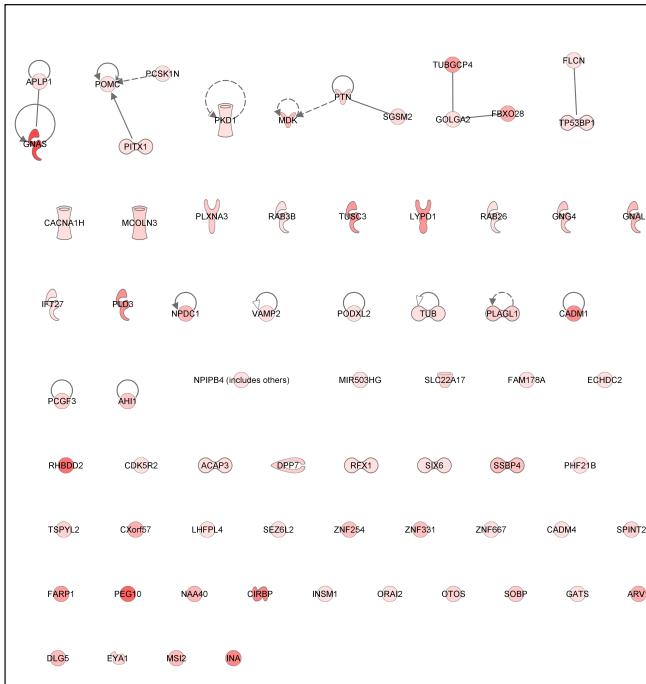 APLP1 POMC PCSK1N TUBGCP4 FLCN
PKD1 MDK PTN SGSM2 GOLGA2 FBXO28 TP53BP1
GNAS PITX1
CACNA1H MCOLN3 PLXNA3 RAB3B TUSC3 LYPD1 RAB26 GNG4 GNAL
IFT27 PLD3 NPDC1 VAMP2 PODXL2 TUB PLAGL1 CADM1
NPIPB4 (includes others) MIR503HG SLC22A17 FAM178A ECHDC2
PCGF3 AHI1
RHBDD2 CDK5R2 ACAP3 DPP7 RFX1 SIX6 SSBP4 PHF21B
TSPYL2 CXorf57 LHFPL4 SEZ6L2 ZNF254 ZNF331 ZNF667 CADM4 SPINT2
FARP1 PEG10 NAA40 CIRBP INSM1 ORAI2 OTOS SOBP GATS ARV
DLG5 EYA1 MSI2 INA